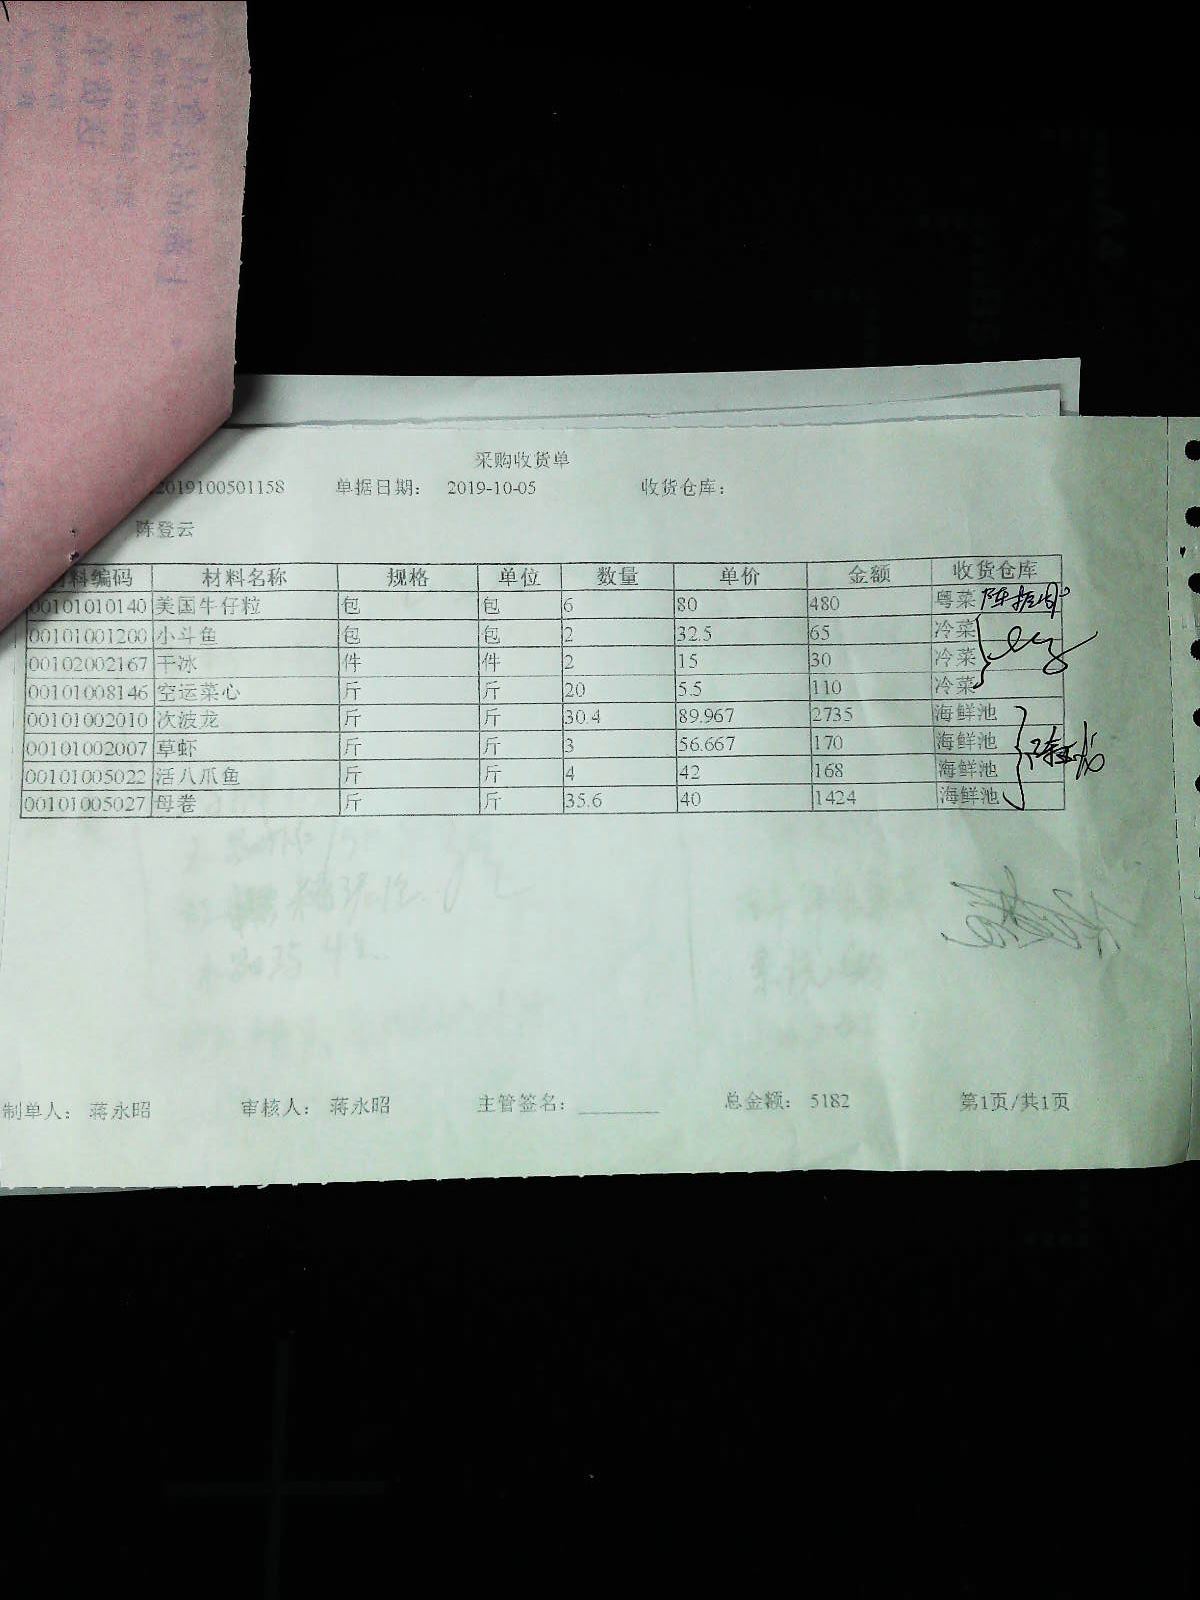 采购收货单
2019100501158 单据日期： 2019-10-05 收货仓库：
陈登云
料编码 材料名称 规格 单位 数量 单价 金额 收货仓库
00101010140 美国牛仔粒 包 包 6 80 480 粤菜
00101001200 小斗鱼 包 包 2 32.5 65 冷菜
00102002167 干冰 件 件 2 15 30 冷菜
00101008146 空运菜心 斤 斤 20 5.5 110 冷菜
00101002010 次波龙 斤 斤 30.4 89.967 2735 海鲜池
00101002007 草虾 斤 斤 3 56.667 170 海鲜池
00101005022 活八爪鱼 斤 斤 4 42 168 海鲜池
00101005027 母卷 斤 斤 35.6 40 1424 海鲜池
制单人： 蒋永昭 审核人： 蒋永昭 主管签名： 总金额： 5182 第1页/共1页